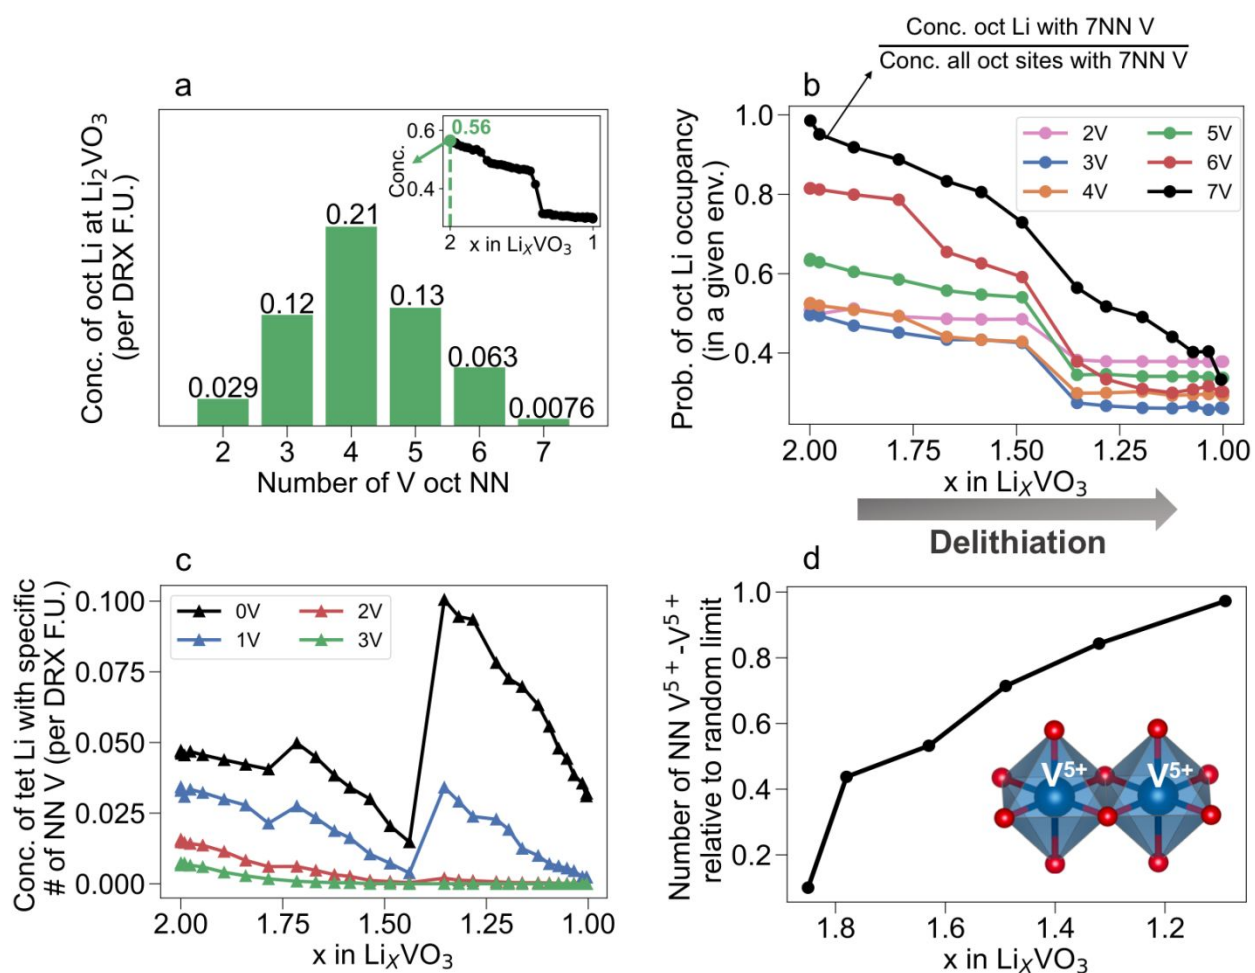 a
Conc. of oct Li at Li₂VO₃
(per DRX F.U.)
0.029
0.12
0.21
0.13
0.063
0.0076
2 3 4 5 6 7
Number of V oct NN
0.6
0.4
Conc.
0.56
2 1
x in LiₓVO₃
Conc. oct Li with 7NN V
Conc. all oct sites with 7NN V
b
Prob. of oct Li occupancy
(in a given env.)
1.0
0.8
0.6
0.4
2V 5V
3V 6V
4V 7V
2.00 1.75 1.50 1.25 1.00
x in LiₓVO₃
Delithiation
c
Conc. of tet Li with specific
# of NN V (per DRX F.U.)
0.100
0.075
0.050
0.025
0.000
0V 2V
1V 3V
2.00 1.75 1.50 1.25 1.00
x in LiₓVO₃
d
Number of NN V⁵⁺-V⁵⁺
relative to random limit
1.0
0.8
0.6
0.4
0.2
V⁵⁺ V⁵⁺
1.8 1.6 1.4 1.2
x in LiₓVO₃